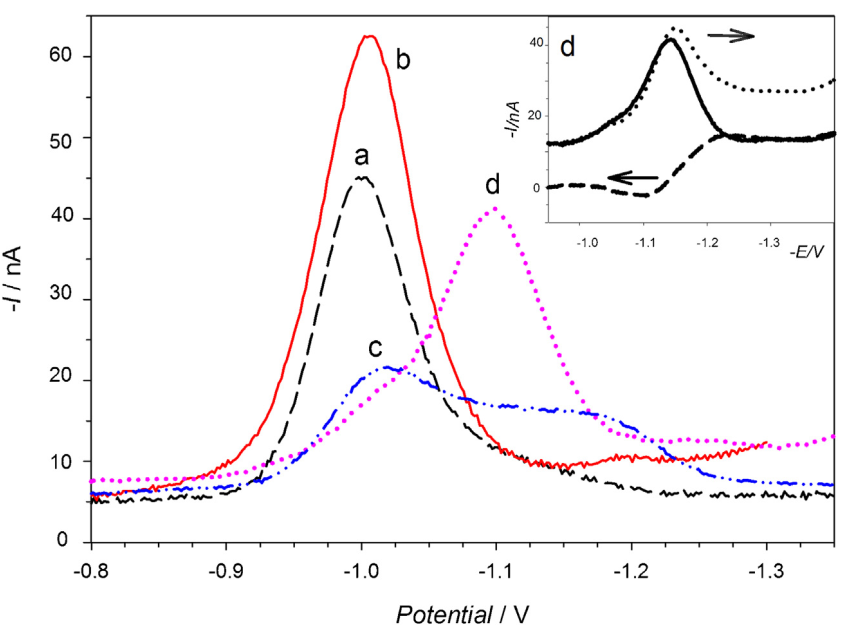 60
50
40
30
20
10
0
-I / nA
-0.8 -0.9 -1.0 -1.1 -1.2 -1.3
Potential / V
a
b
c
d
d
40
20
0
-I/nA
-1.0 -1.1 -1.2 -1.3
-E/V